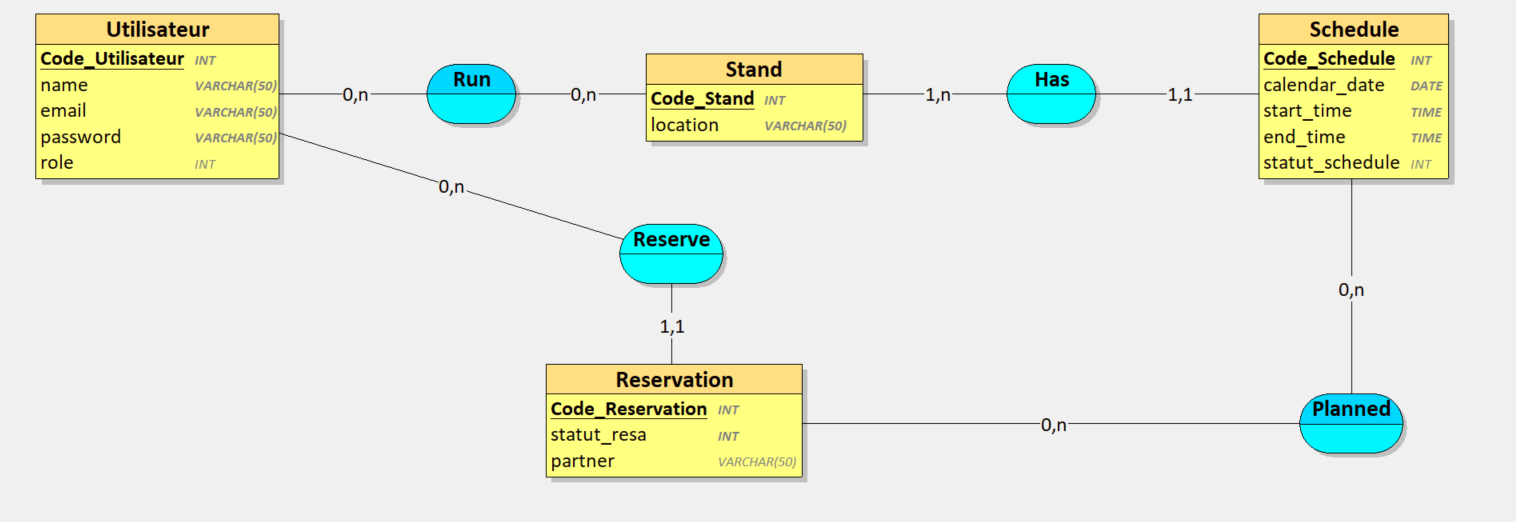 Utilisateur
Code_Utilisateur INT
name VARCHAR(50)
email VARCHAR(50)
password VARCHAR(50)
role INT
0,n
Run
0,n
Stand
Code_Stand INT
location VARCHAR(50)
1,n
Has
1,1
Schedule
Code_Schedule INT
calendar_date DATE
start_time TIME
end_time TIME
statut_schedule INT
0,n
Reserve
1,1
0,n
Reservation
Code_Reservation INT
statut_resa INT
partner VARCHAR(50)
0,n
Planned